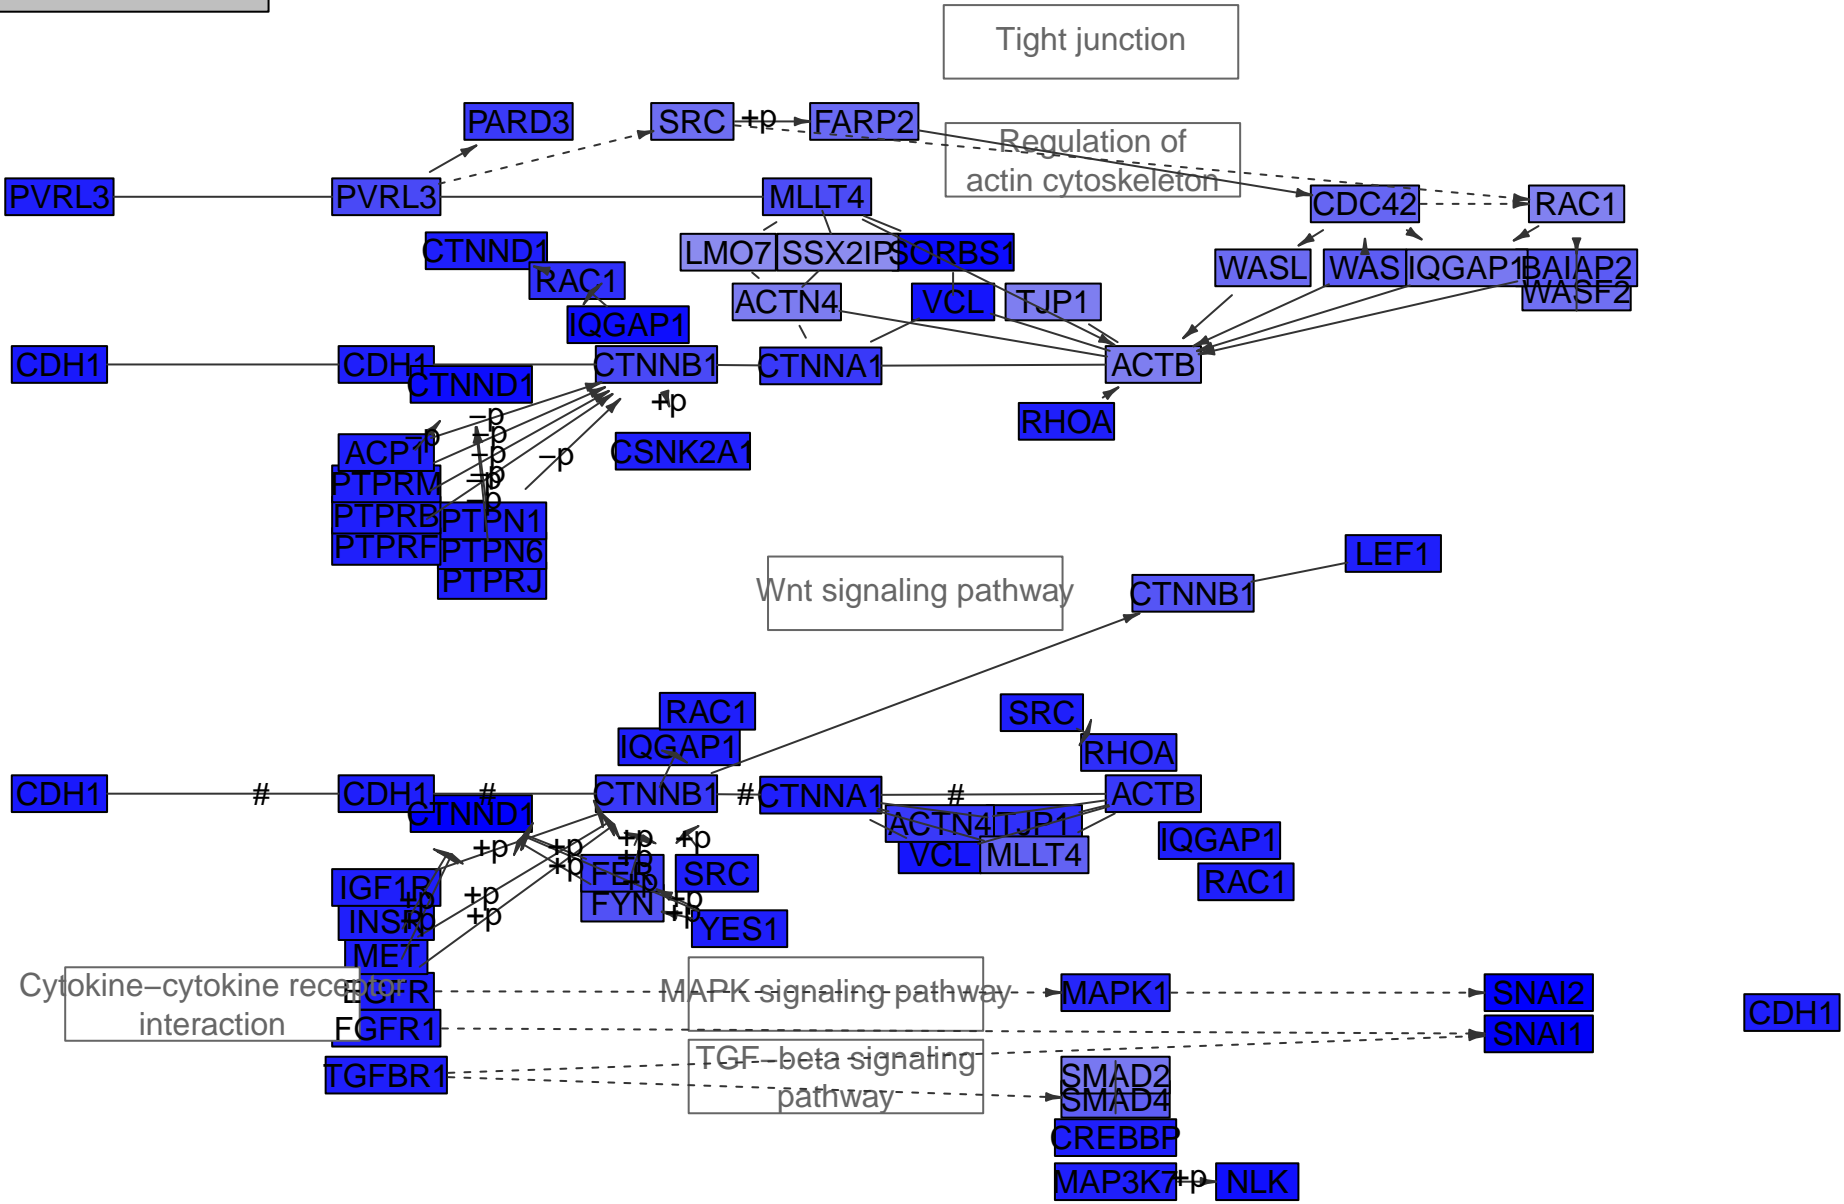 Tight junction
PARD3
SRC
+p
FARP2
Regulation of
actin cytoskeleton
PVRL3
PVRL3
MLLT4
CDC42
RAC1
CTNND1
LMO7
SSX2IP
SORBS1
RAC1
WASL
WAS
IQGAP1
BAIAP2
WASF2
ACTN4
VCL
TJP1
IQGAP1
CDH1
CDH1
CTNNB1
CTNNA1
ACTB
CTNND1
+p
RHOA
−p
−p
−p
−p
−p
−p
−p
−p
ACP1
CSNK2A1
PTPRM
PTPRB
PTPN1
PTPRF
PTPN6
PTPRJ
LEF1
Wnt signaling pathway
CTNNB1
RAC1
SRC
IQGAP1
RHOA
CDH1
#
CDH1
#
CTNNB1
#
CTNNA1
#
ACTB
CTNND1
ACTN4
TJP1
+p
+p
+p
+p
IQGAP1
VCL
MLLT4
+p
+p
FER
SRC
+p
IGF1R
RAC1
+p
+p
+p
FYN
+p
INSR
+p
+p
YES1
MET
Cytokine−cytokine receptor
interaction
EGFR
MAPK signaling pathway
MAPK1
SNAI2
CDH1
FGFR1
SNAI1
TGF−beta signaling
pathway
TGFBR1
SMAD2
SMAD4
CREBBP
MAP3K7
+p
NLK